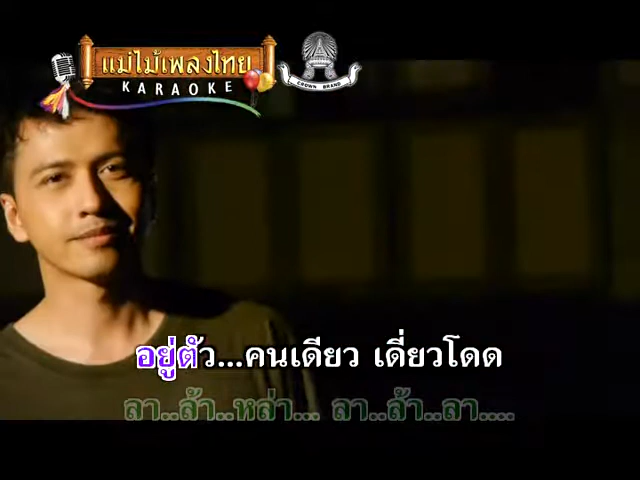 แม่ไม้เพลงไทย
KARAOKE
CROWN BRAND
อยู่ตัว...คนเดียว เดี่ยวโดด
ลา..ล้า..หล่า... ลา..ล้า..ลา....